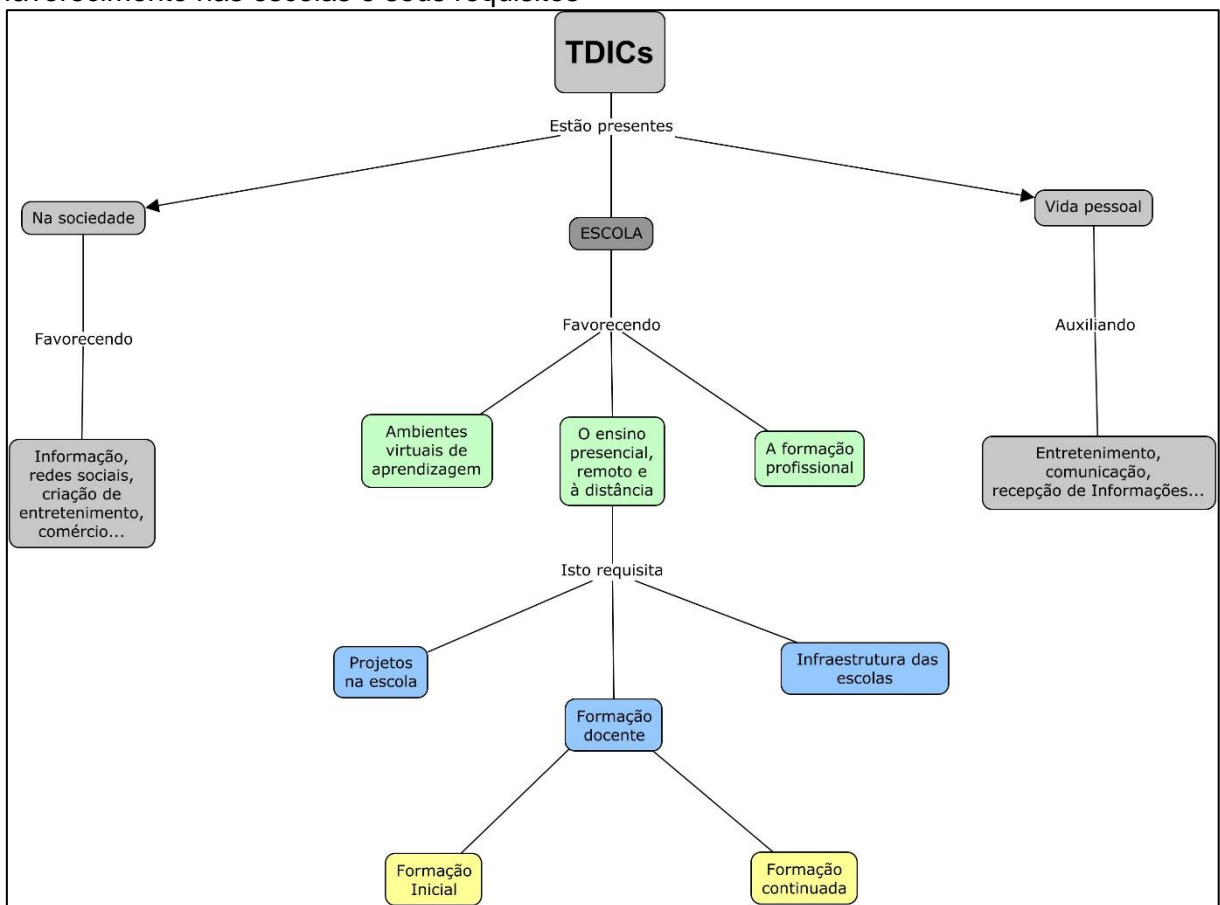 favorecimento nas escolas e seus requisitos
TDICs
Estão presentes
Na sociedade
ESCOLA
Vida pessoal
Favorecendo
Favorecendo
Auxiliando
Informação,
redes sociais,
criação de
entretenimento,
comércio...
Ambientes
virtuais de
aprendizagem
O ensino
presencial,
remoto e
à distância
A formação
profissional
Entretenimento,
comunicação,
recepção de Informações...
Isto requisita
Projetos
na escola
Formação
docente
Infraestrutura das
escolas
Formação
Inicial
Formação
continuada